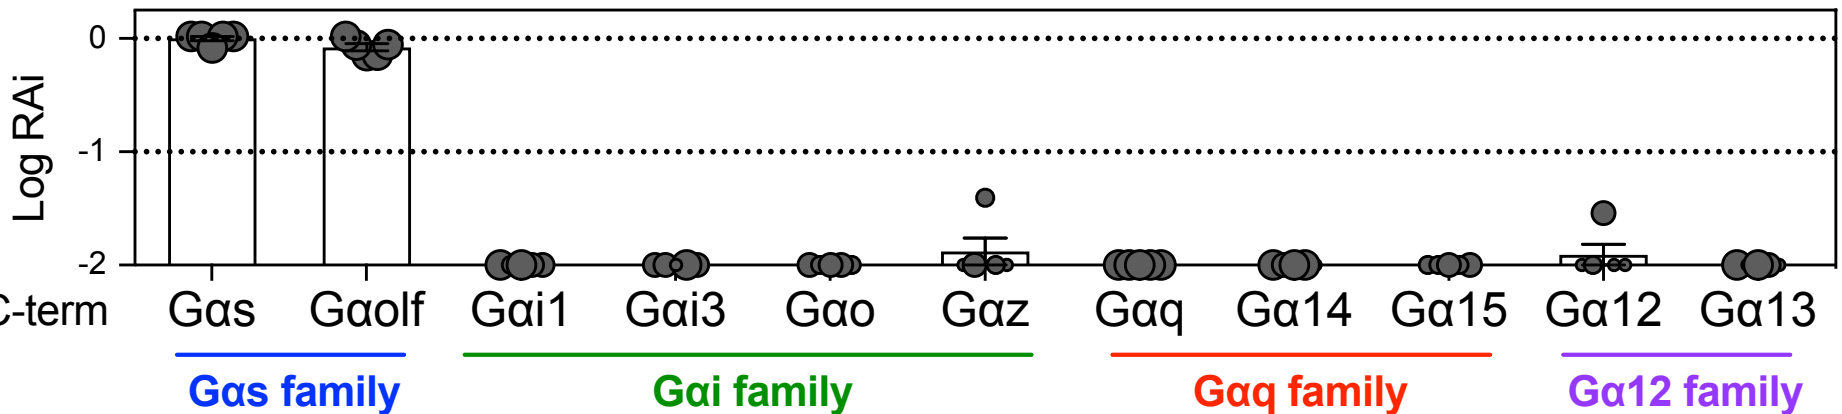 Log RAi
0
-1
-2
C-term Gαs Gαolf Gαi1 Gαi3 Gαo Gαz Gαq Gα14 Gα15 Gα12 Gα13
Gαs family Gαi family Gαq family Gα12 family